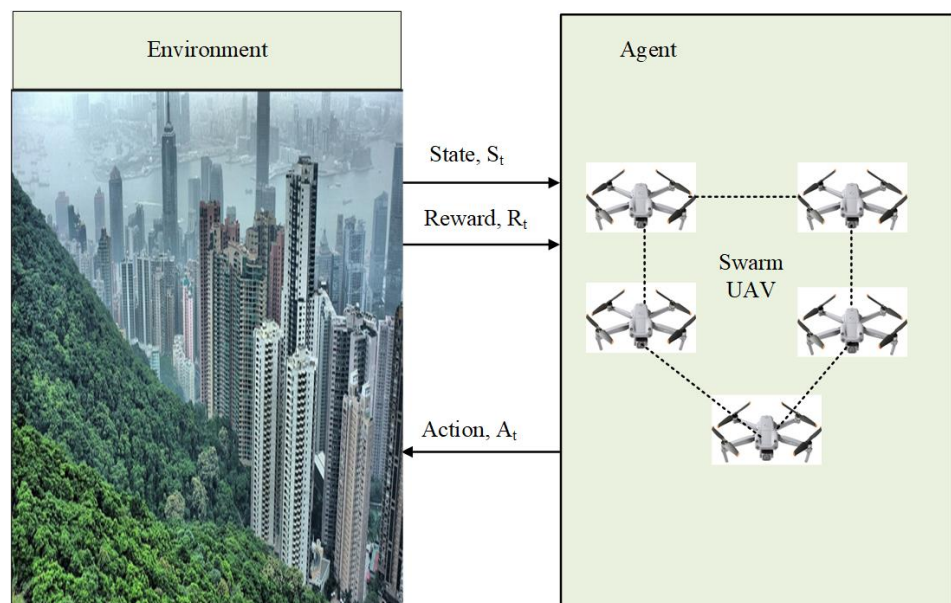 Environment
Agent
State, Sₜ
Reward, Rₜ
Swarm
UAV
Action, Aₜ